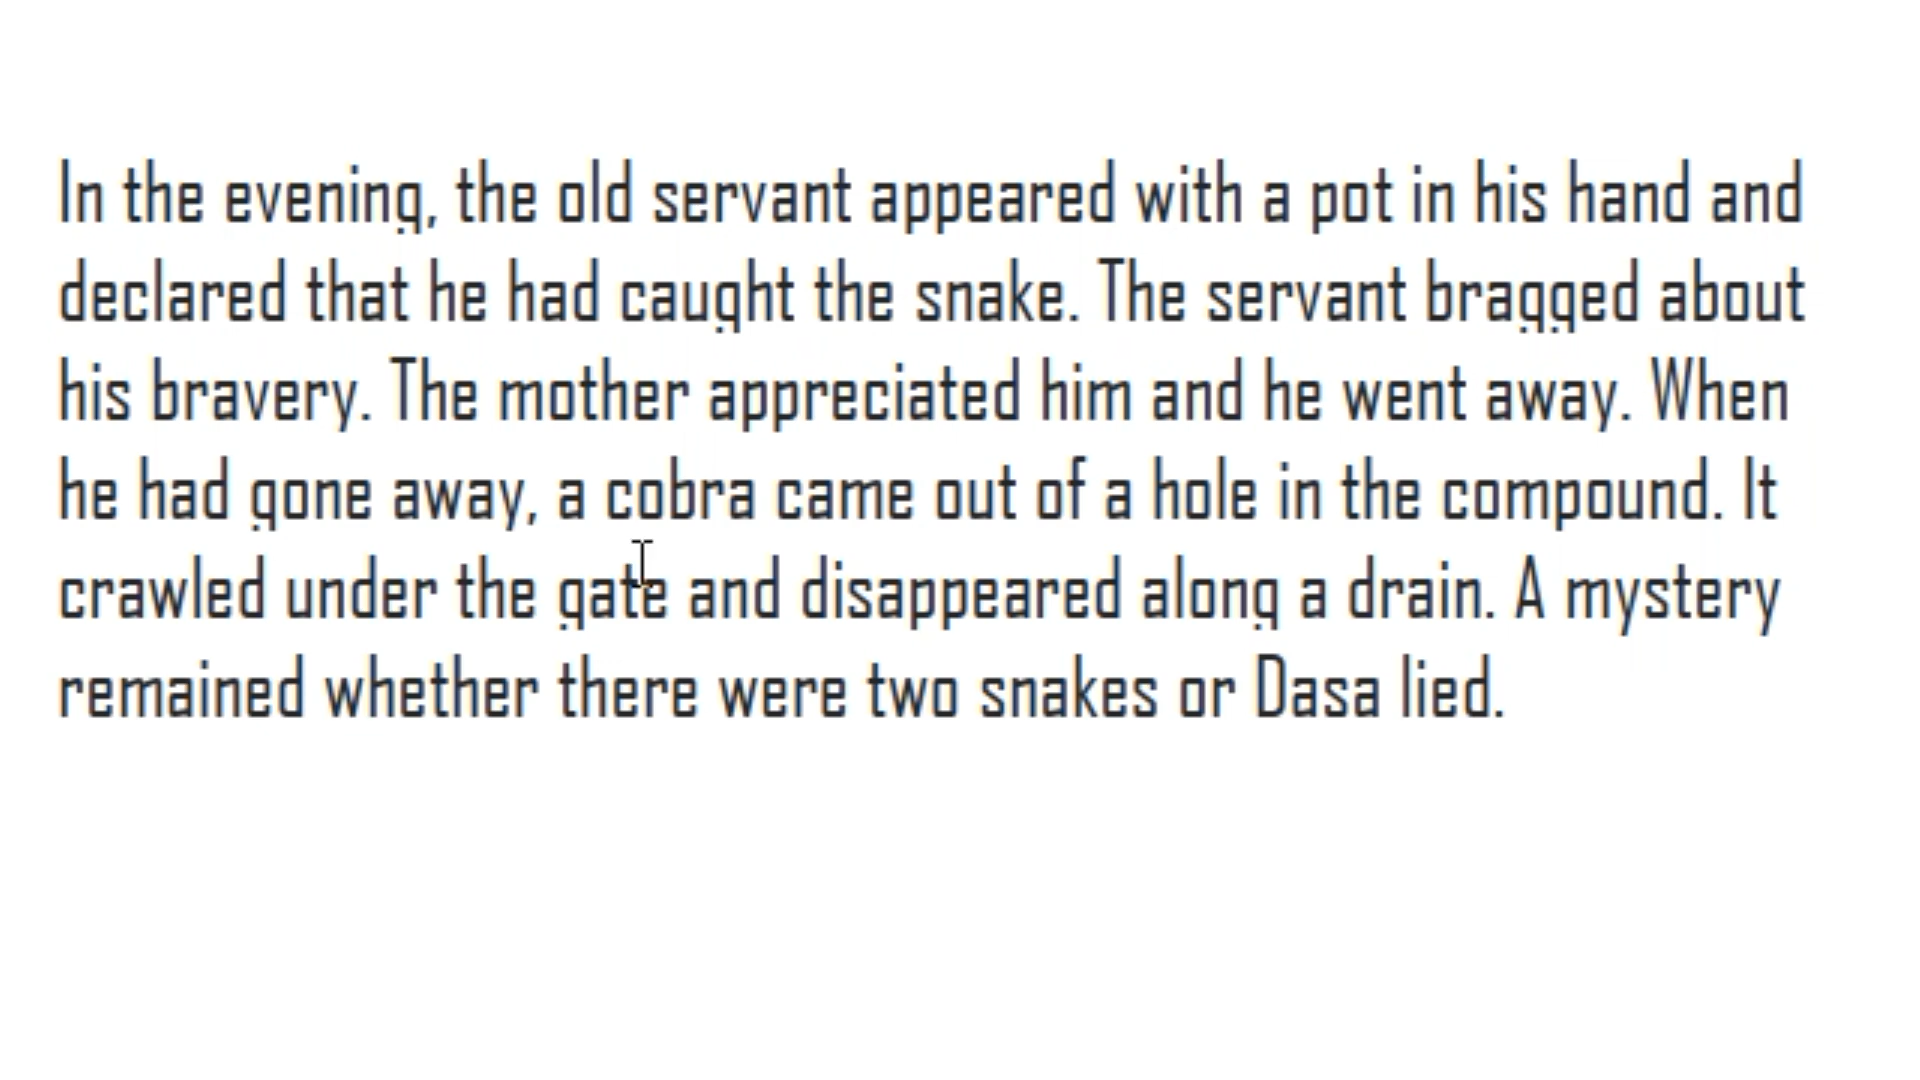 In the evening, the old servant appeared with a pot in his hand and
declared that he had caught the snake. The servant bragged about
his bravery. The mother appreciated him and he went away. When
he had gone away, a cobra came out of a hole in the compound. It
crawled under the gate and disappeared along a drain. A mystery
remained whether there were two snakes or Dasa lied.